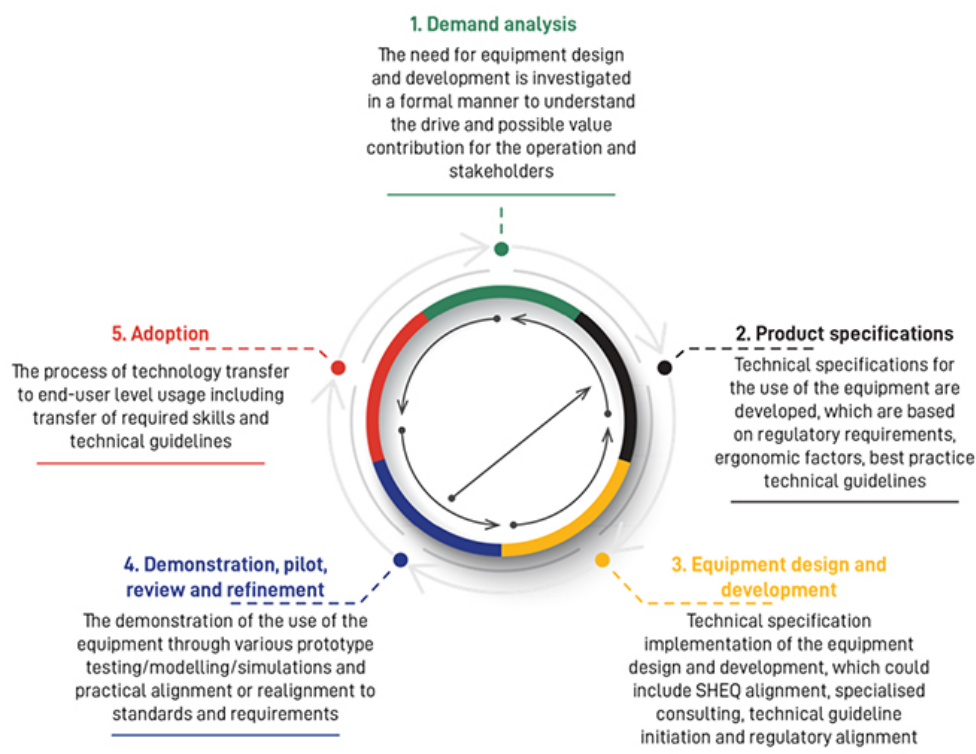 1. Demand analysis
The need for equipment design
and development is investigated
in a formal manner to understand
the drive and possible value
contribution for the operation and
stakeholders
2. Product specifications
Technical specifications for
the use of the equipment are
developed, which are based
on regulatory requirements,
ergonomic factors, best practice
technical guidelines
3. Equipment design and
development
Technical specification
implementation of the equipment
design and development, which could
include SHEQ alignment, specialised
consulting, technical guideline
initiation and regulatory alignment
4. Demonstration, pilot,
review and refinement
The demonstration of the use of the
equipment through various prototype
testing/modelling/simulations and
practical alignment or realignment to
standards and requirements
5. Adoption
The process of technology transfer
to end-user level usage including
transfer of required skills and
technical guidelines